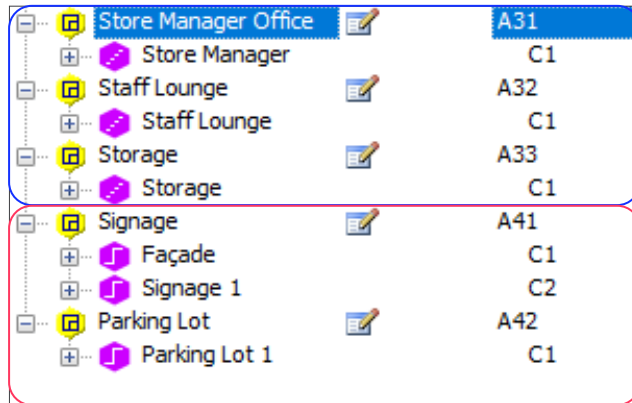 Store Manager Office A31
Store Manager C1
Staff Lounge A32
Staff Lounge C1
Storage A33
Storage C1
Signage A41
Façade C1
Signage 1 C2
Parking Lot A42
Parking Lot 1 C1